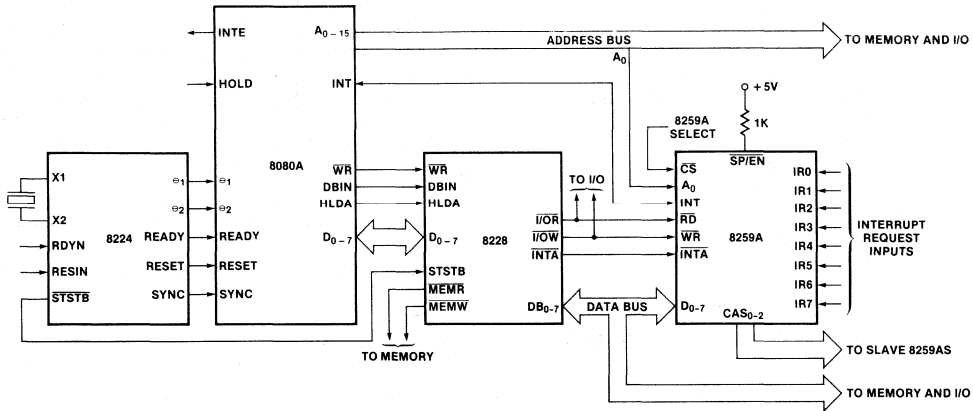 INTE
A0–15
ADDRESS BUS
TO MEMORY AND I/O
A0
HOLD
INT
+ 5V
8259A
SELECT
1K
8080A
SP/EN
X1
WR
WR
TO I/O
CS
IR0
ϴ1
ϴ1
DBIN
DBIN
A0
IR1
X2
ϴ2
ϴ2
HLDA
HLDA
INT
IR2
I/OR
RD
IR3
INTERRUPT
REQUEST
INPUTS
8224
READY
READY
D0–7
D0–7
8228
I/OW
WR
8259A
IR4
RDYN
INTA
INTA
RESIN
RESET
RESET
STSTB
IR5
STSTB
SYNC
SYNC
MEMR
IR6
MEMW
DB0-7
DATA BUS
D0-7
IR7
CAS0–2
TO MEMORY
TO SLAVE 8259AS
TO MEMORY AND I/O